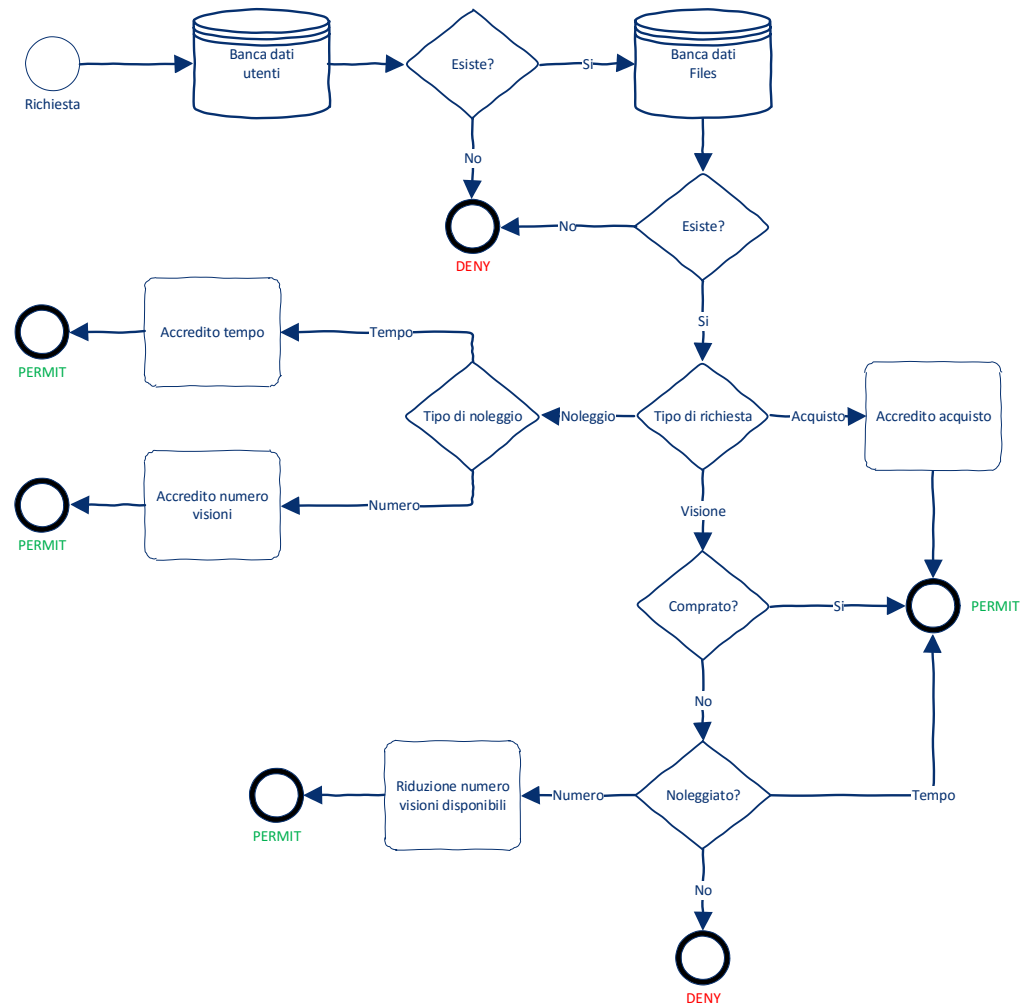 Banca dati
utenti
Esiste?
Si
Banca dati
Files
Richiesta
No
Esiste?
No
DENY
Si
Accredito tempo
Tempo
PERMIT
Tipo di noleggio
Noleggio
Tipo di richiesta
Acquisto
Accredito acquisto
Accredito numero
visioni
Numero
PERMIT
Visione
Comprato?
Si
PERMIT
No
Riduzione numero
visioni disponibili
Numero
Noleggiato?
Tempo
PERMIT
No
DENY